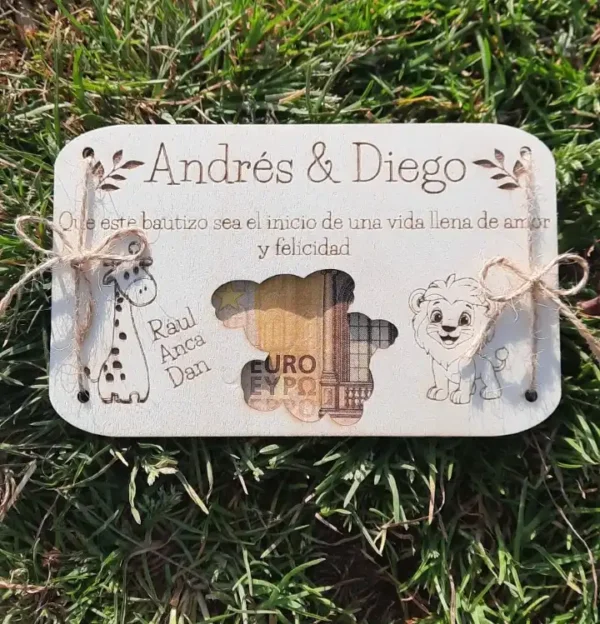 Andrés & Diego
Que este bautizo sea el inicio de una vida llena de amor
y felicidad
Raul
Anca
Dan
EURO
ΕΥΡΩ